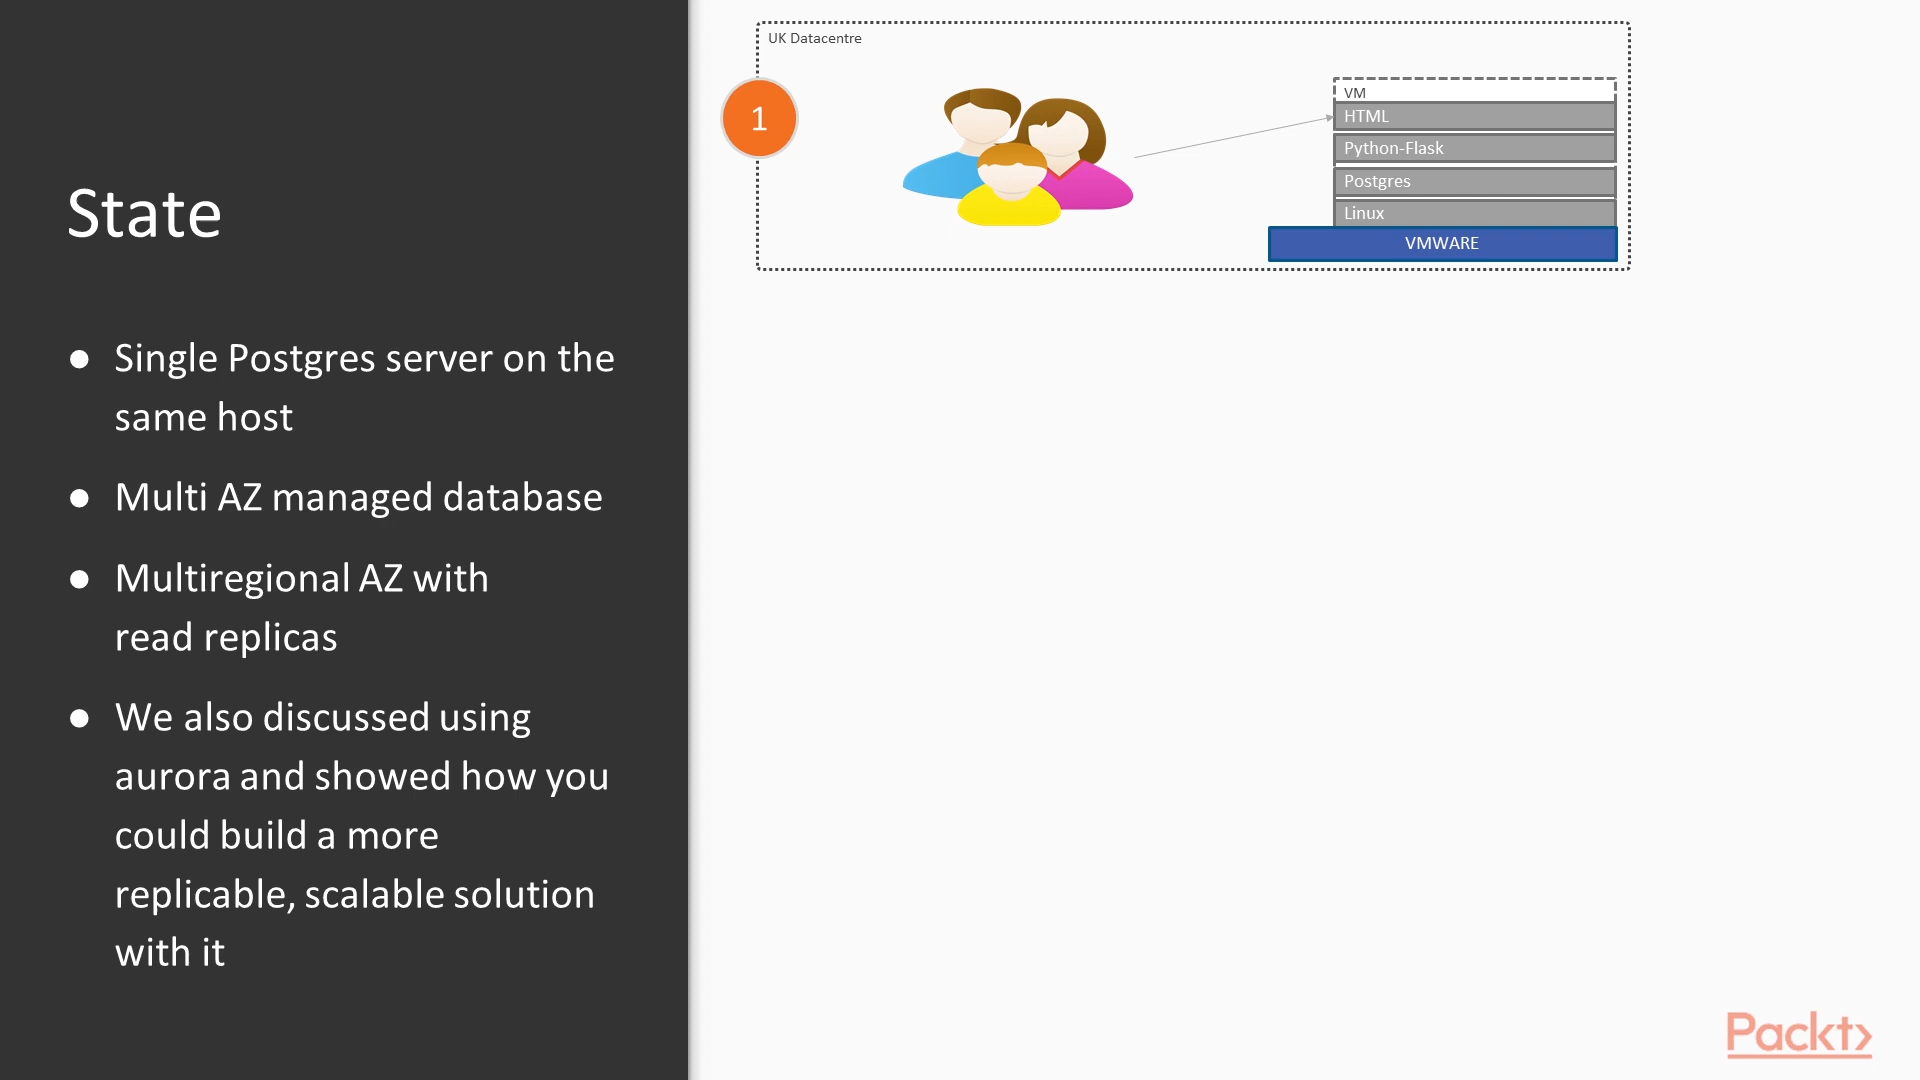 State
● Single Postgres server on the
same host
● Multi AZ managed database
● Multiregional AZ with
read replicas
● We also discussed using
aurora and showed how you
could build a more
replicable, scalable solution
with it
UK Datacentre
1
VM
HTML
Python-Flask
Postgres
Linux
VMWARE
Packt>